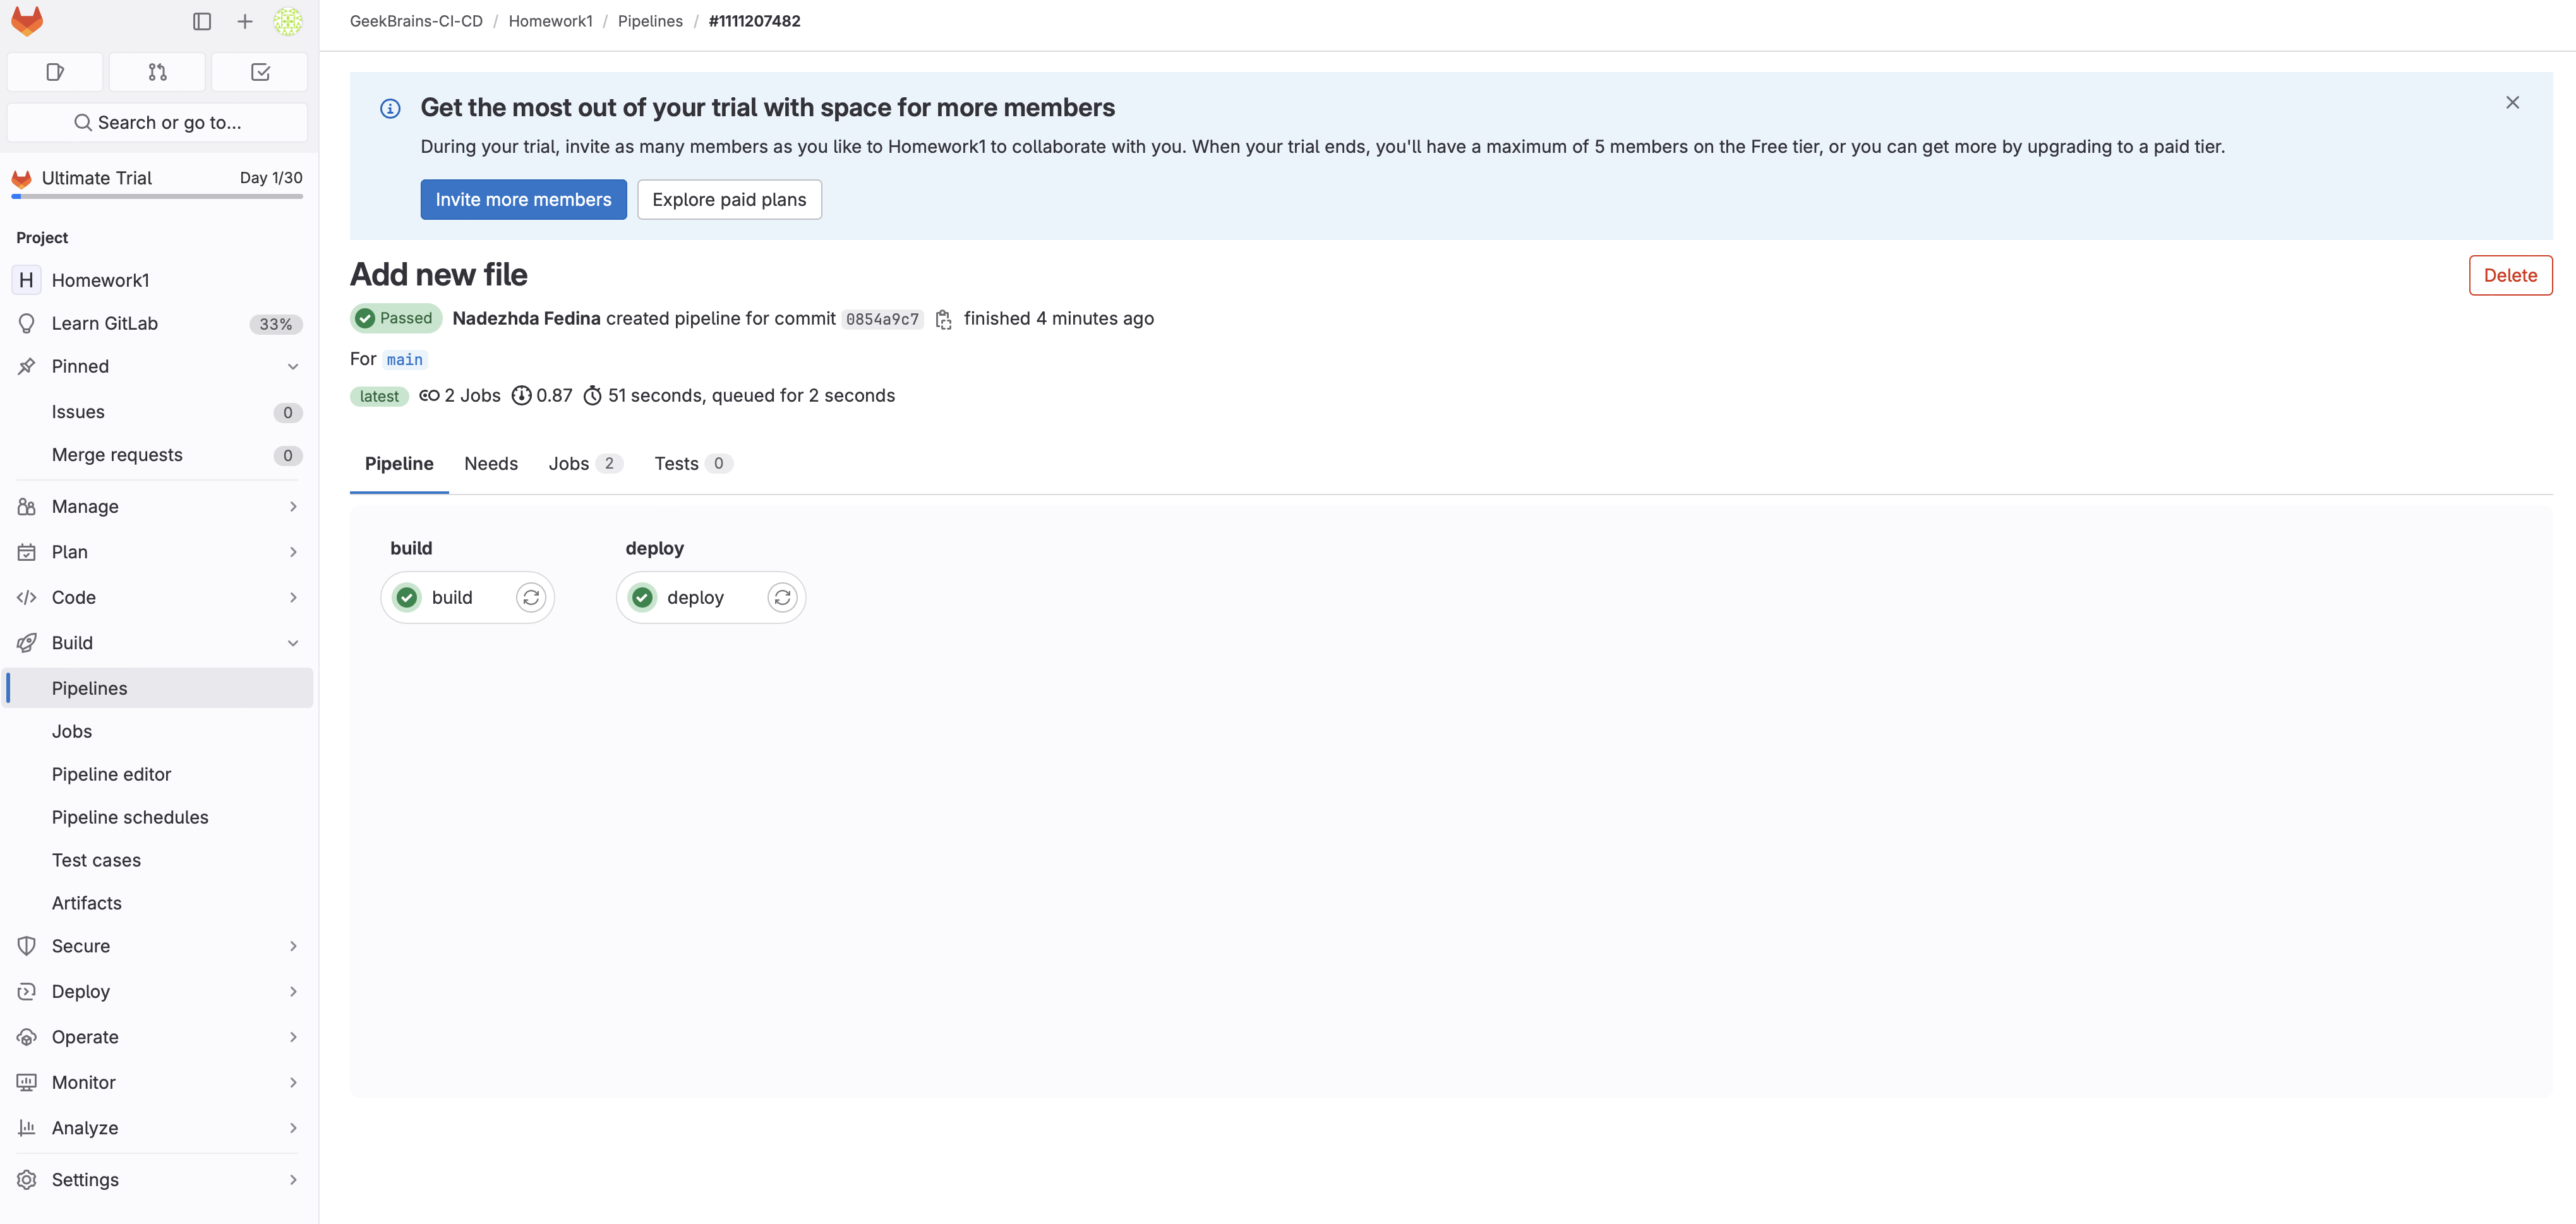 GeekBrains-CI-CD / Homework1 / Pipelines / #1111207482
Search or go to...
Ultimate Trial Day 1/30
Project
H Homework1
Learn GitLab 33%
Pinned
Issues 0
Merge requests 0
Manage
Plan
Code
Build
Pipelines
Jobs
Pipeline editor
Pipeline schedules
Test cases
Artifacts
Secure
Deploy
Operate
Monitor
Analyze
Settings
Get the most out of your trial with space for more members
During your trial, invite as many members as you like to Homework1 to collaborate with you. When your trial ends, you'll have a maximum of 5 members on the Free tier, or you can get more by upgrading to a paid tier.
Invite more members Explore paid plans
Add new file
Delete
Passed Nadezhda Fedina created pipeline for commit 0854a9c7 finished 4 minutes ago
For main
latest 2 Jobs 0.87 51 seconds, queued for 2 seconds
Pipeline Needs Jobs 2 Tests 0
build deploy
build deploy